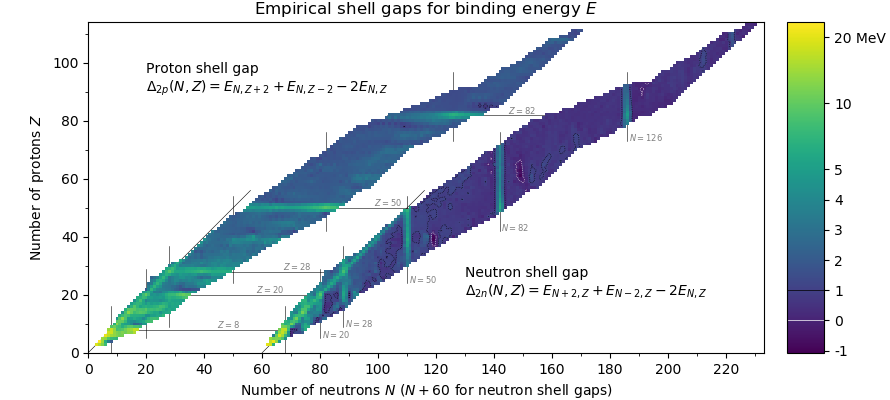 Empirical shell gaps for binding energy E
Proton shell gap
Δ2p(N, Z) = EN, Z+2 + EN, Z−2 − 2EN, Z
Neutron shell gap
Δ2n(N, Z) = EN+2, Z + EN−2, Z − 2EN, Z
Z = 82
Z = 50
Z = 28
Z = 20
Z = 8
N = 126
N = 82
N = 50
N = 28
N = 20
Number of protons Z
0
20
40
60
80
100
0
20
40
60
80
100
120
140
160
180
200
220
Number of neutrons N (N + 60 for neutron shell gaps)
20 MeV
10
5
4
3
2
1
0
-1